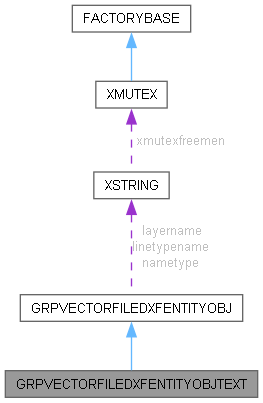 FACTORYBASE
XMUTEX
xmutexfreemen
XSTRING
layername
linetypename
nametype
GRPVECTORFILEDXFENTITYOBJ
GRPVECTORFILEDXFENTITYOBJTEXT